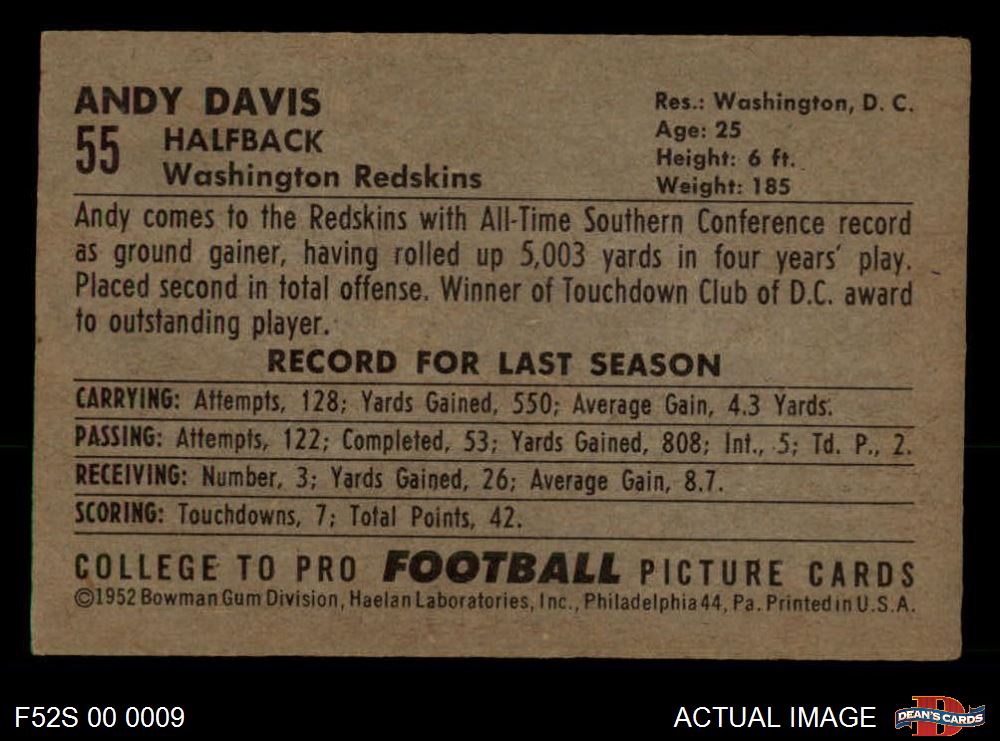 ANDY DAVIS
55 HALFBACK
Washington Redskins
Res.: Washington, D. C.
Age: 25
Height: 6 ft.
Weight: 185
Andy comes to the Redskins with All-Time Southern Conference record
as ground gainer, having rolled up 5,003 yards in four years' play.
Placed second in total offense. Winner of Touchdown Club of D.C. award
to outstanding player.
RECORD FOR LAST SEASON
CARRYING: Attempts, 128; Yards Gained, 550; Average Gain, 4.3 Yards.
PASSING: Attempts, 122; Completed, 53; Yards Gained, 808; Int., 5; Td. P., 2.
RECEIVING: Number, 3; Yards Gained, 26; Average Gain, 8.7.
SCORING: Touchdowns, 7; Total Points, 42.
COLLEGE TO PRO FOOTBALL PICTURE CARDS
©1952 Bowman Gum Division, Haelan Laboratories, Inc., Philadelphia 44, Pa. Printed in U.S.A.
F52S 00 0009
ACTUAL IMAGE
D
DEAN'S CARDS